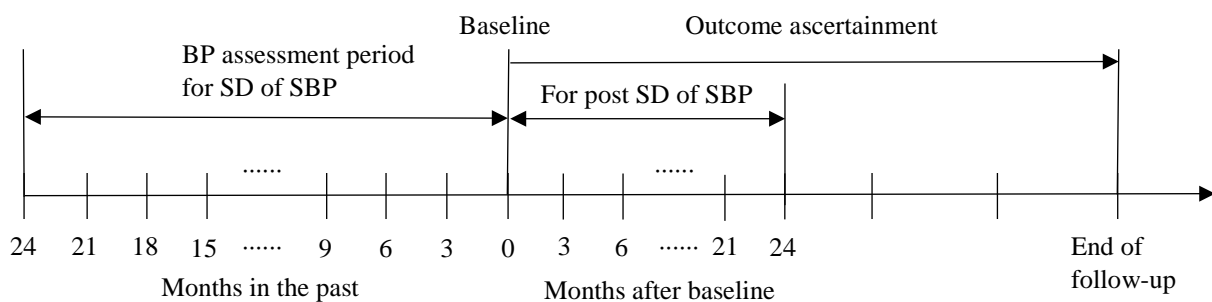 Baseline
Outcome ascertainment
BP assessment period
for SD of SBP
For post SD of SBP
...... ......
24 21 18 15 ...... 9 6 3 0 3 6 ...... 21 24
End of
follow-up
Months in the past
Months after baseline